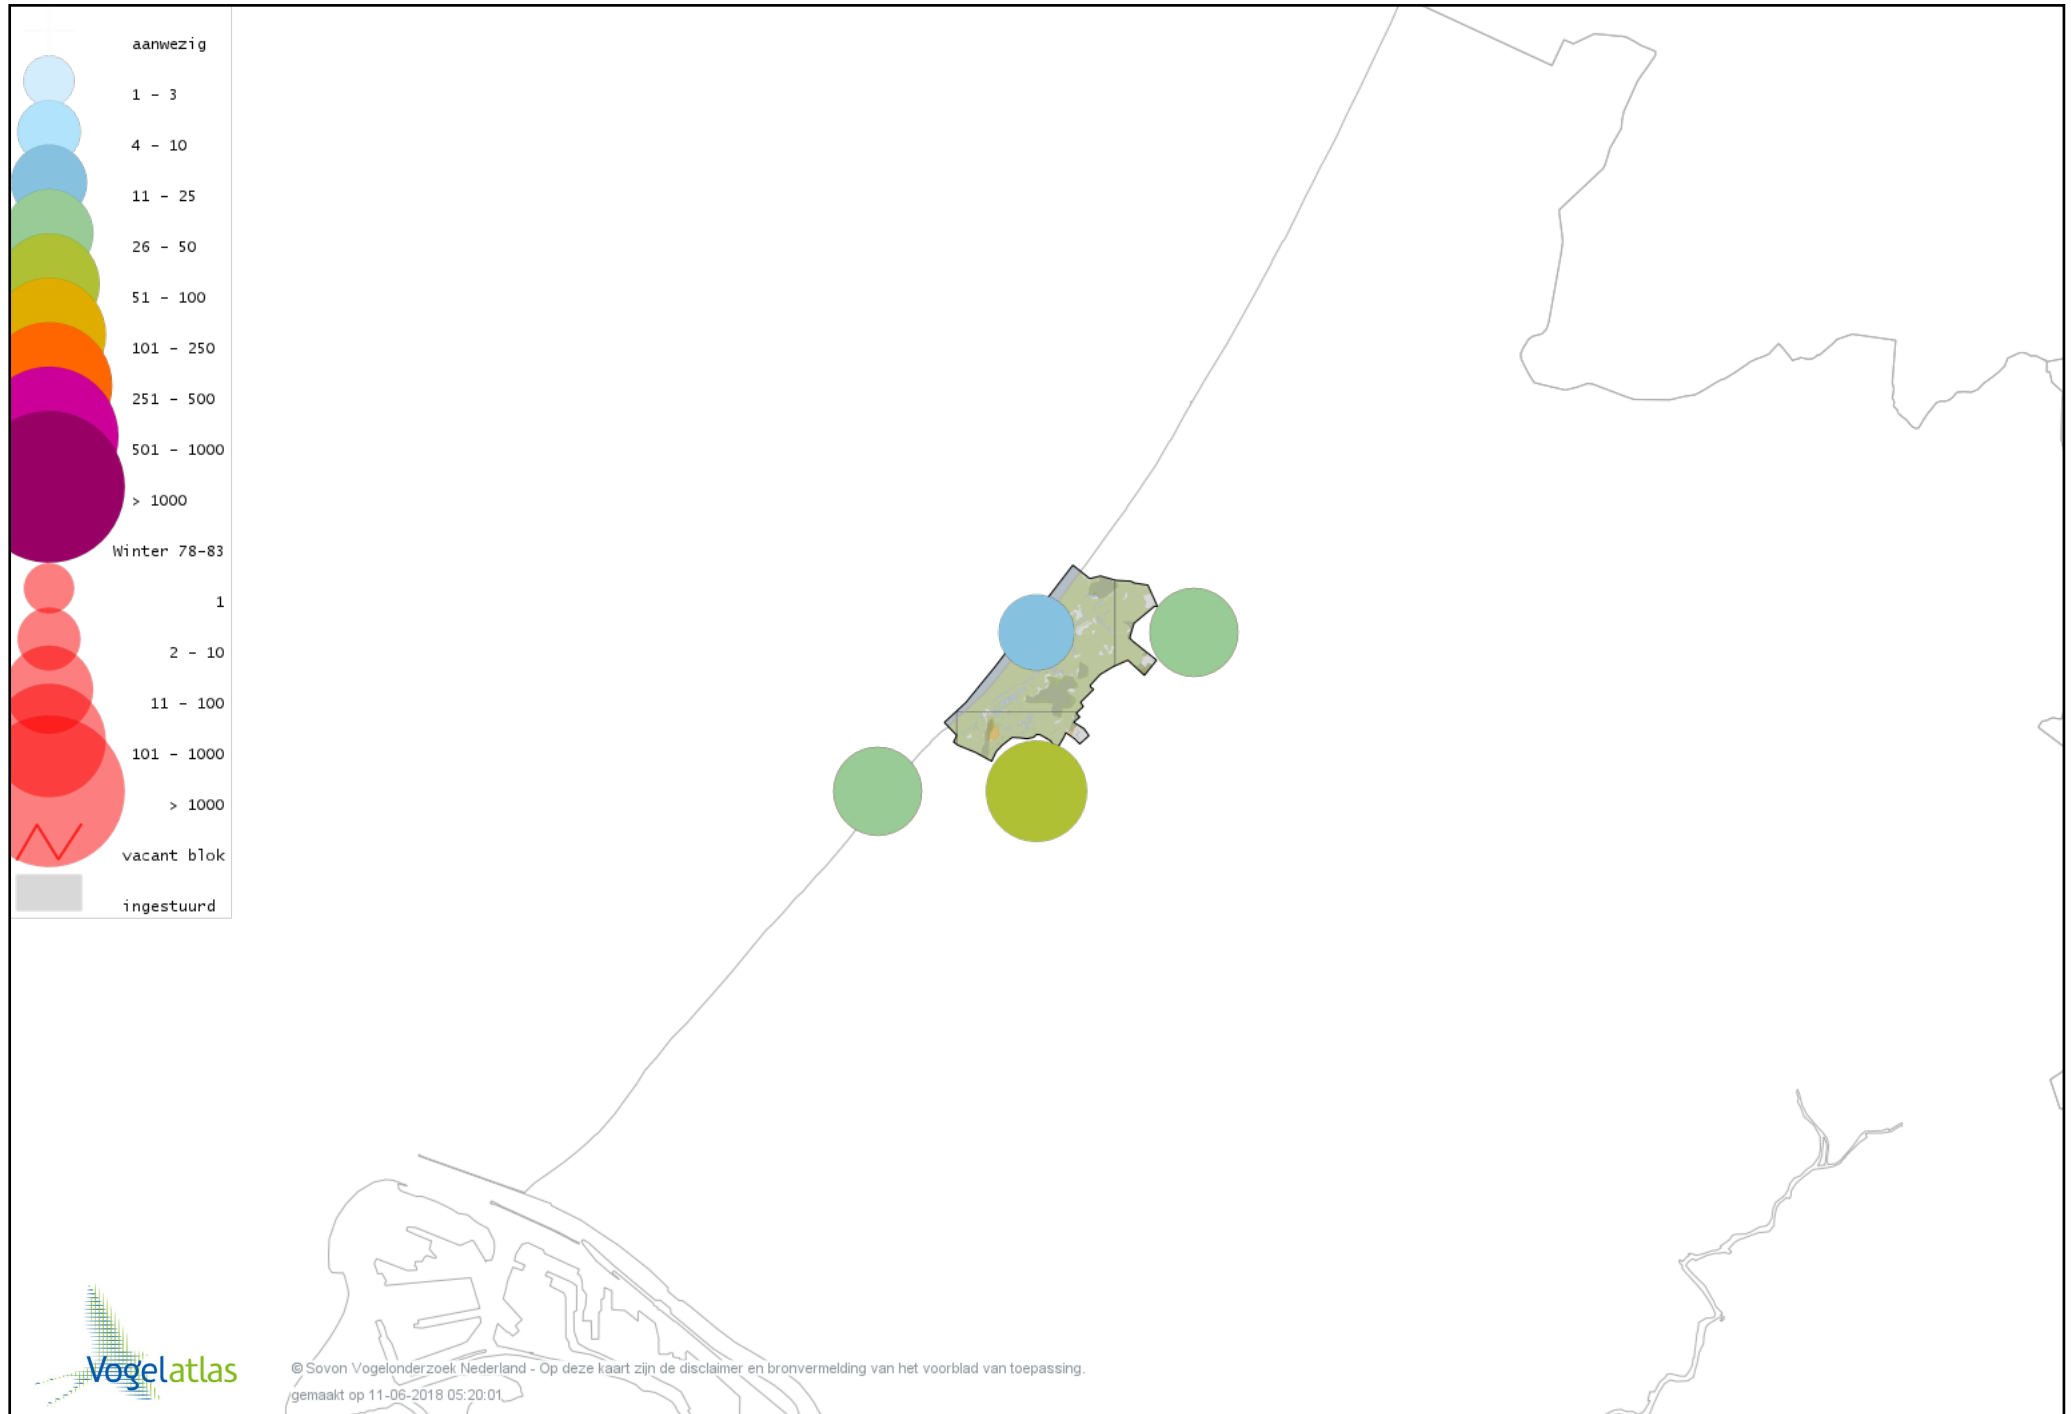 aanwezig
1 - 3
4 - 10
11 - 25
26 - 50
51 - 100
101 - 250
251 - 500
501 - 1000
> 1000
Winter 78-83
1
2 - 10
11 - 100
101 - 1000
> 1000
vacant blok
ingestuurd
Vogelatlas
© Sovon Vogelonderzoek Nederland - Op deze kaart zijn de disclaimer en bronvermelding van het voorblad van toepassing.
gemaakt op 11-06-2018 05:20:01